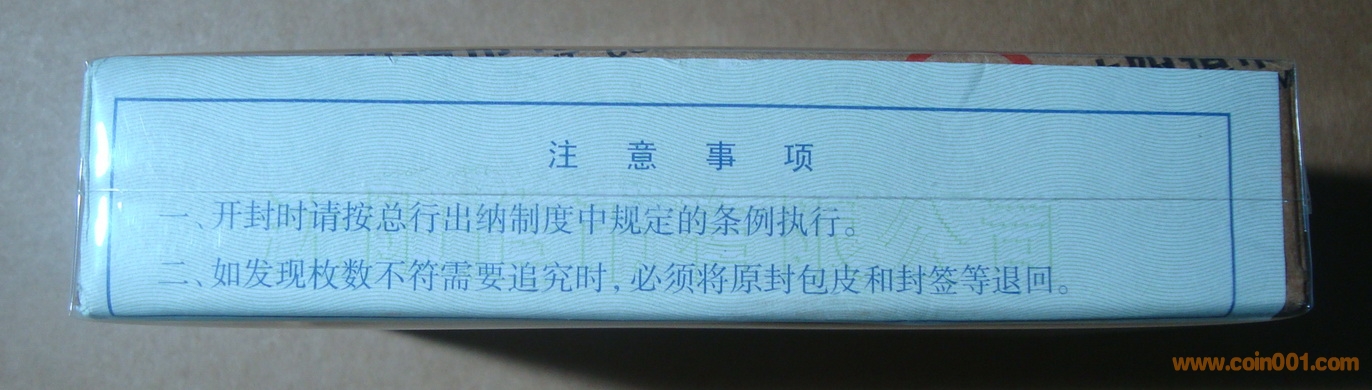 注意事项
一、开封时请按总行出纳制度中规定的条例执行。
二、如发现枚数不符需要追究时,必须将原封包皮和封签等退回。
www.coin001.com